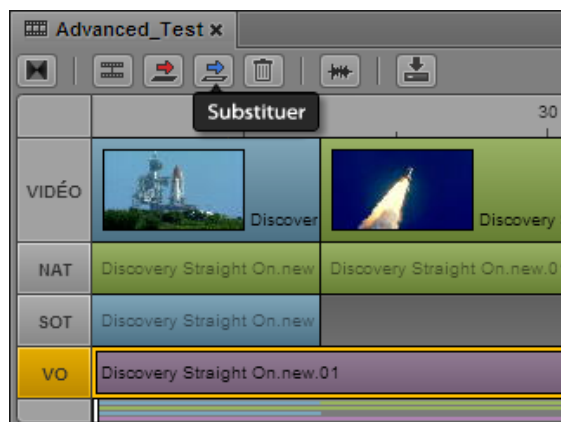 Advanced_Test x
Substituer
30
VIDÉO
Discover
Discovery
NAT
Discovery Straight On.new
Discovery Straight On.new.0
SOT
Discovery Straight On.new
VO
Discovery Straight On.new.01